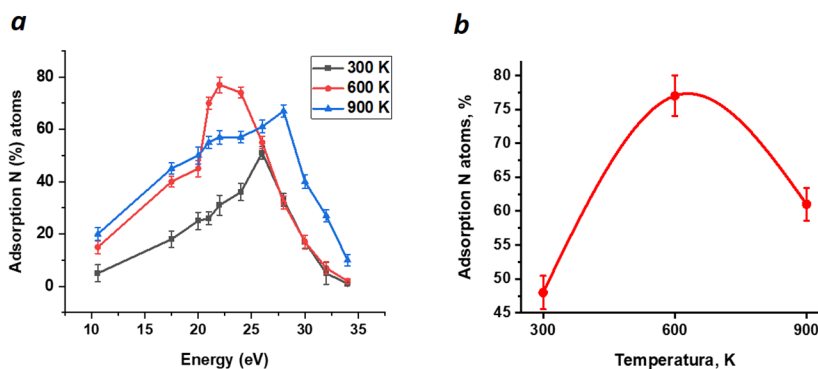 a
b
300 K
600 K
900 K
Adsorption N (%) atoms
80
60
40
20
0
10
15
20
25
30
35
Energy (eV)
Adsorption N atoms, %
80
75
70
65
60
55
50
45
300
600
900
Temperatura, K